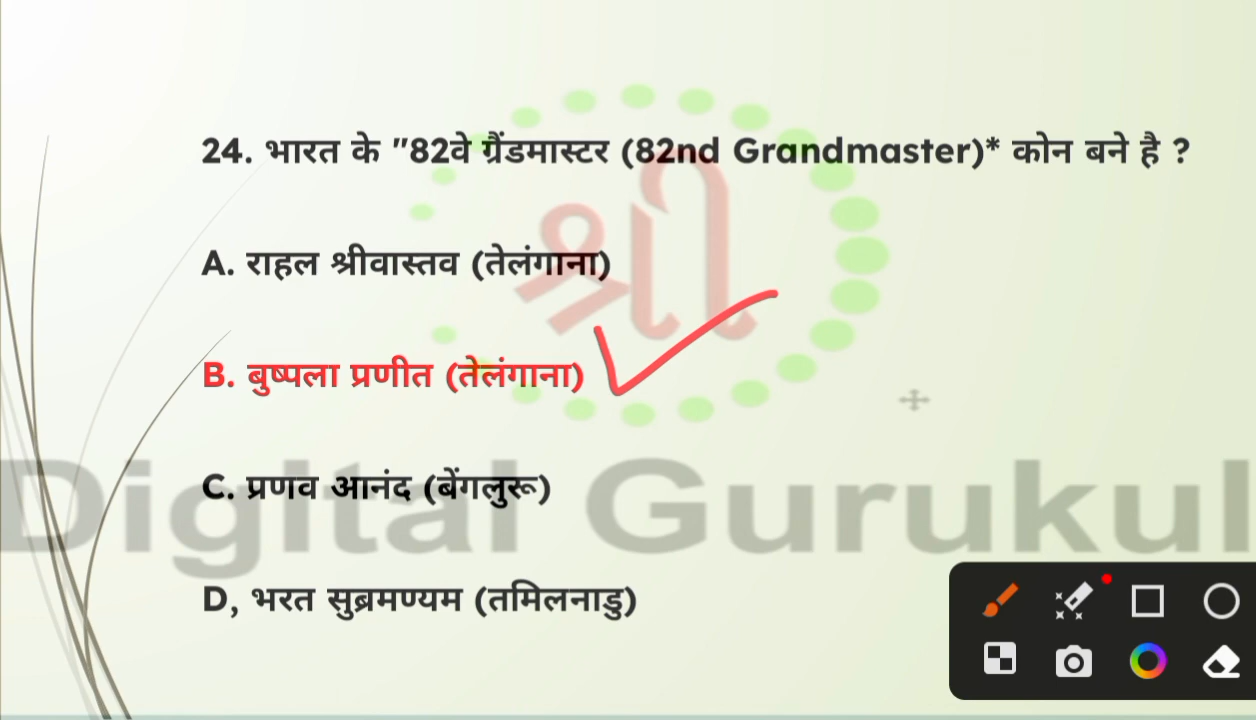 24. भारत के "82वे ग्रैंडमास्टर (82nd Grandmaster)* कोन बने है ?
A. राहल श्रीवास्तव (तेलंगाना)
श्री
B. बुष्पला प्रणीत (तेलंगाना)
Digital Gurukul
C. प्रणव आनंद (बेंगलुरू)
D, भरत सुब्रमण्यम (तमिलनाडु)